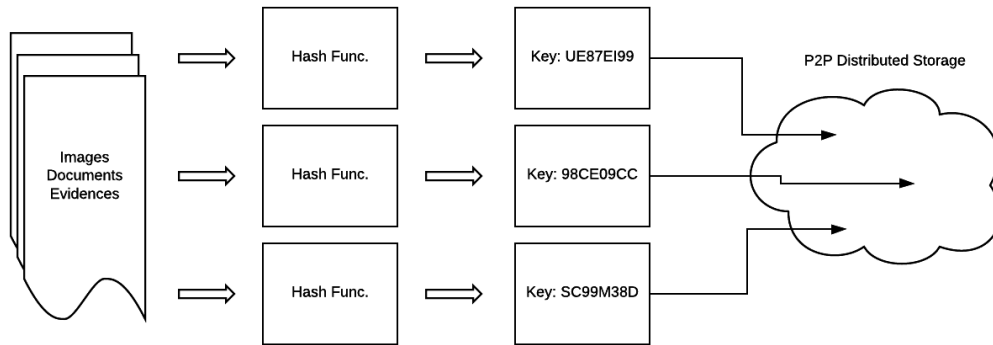 Images
Documents
Evidences
Hash Func.
Key: UE87EI99
Hash Func.
Key: 98CE09CC
Hash Func.
Key: SC99M38D
P2P Distributed Storage